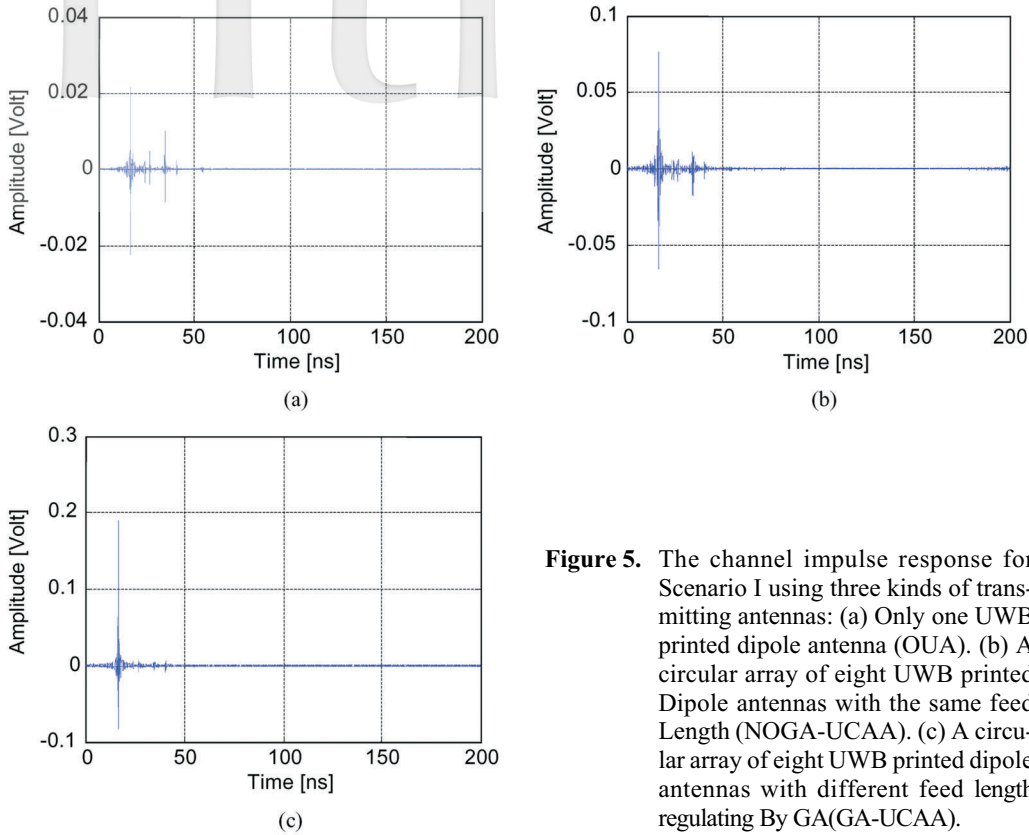 0.04
0.02
0
-0.02
-0.04
0
50
100
150
200
Amplitude [Volt]
Time [ns]
(a)
0.1
0.05
0
-0.05
-0.1
0
50
100
150
200
Amplitude [Volt]
Time [ns]
(b)
0.3
0.2
0.1
0
-0.1
0
50
100
150
200
Amplitude [Volt]
Time [ns]
(c)
Figure 5. The channel impulse response for
Scenario I using three kinds of trans-
mitting antennas: (a) Only one UWB
printed dipole antenna (OUA). (b) A
circular array of eight UWB printed
Dipole antennas with the same feed
Length (NOGA-UCAA). (c) A circu-
lar array of eight UWB printed dipole
antennas with different feed length
regulating By GA(GA-UCAA).